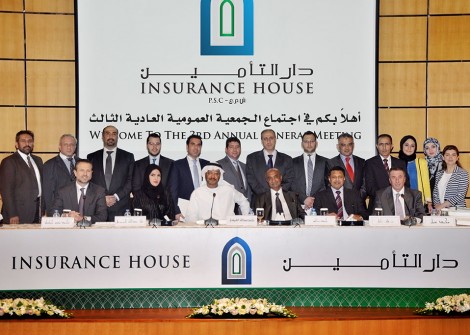 دار التأمين
INSURANCE HOUSE
P.S.C - ش.م.ع
أهلاً بكم في اجتماع الجمعية العمومية العادية الثالث
WELCOME TO THE 3RD ANNUAL GENERAL MEETING
INSURANCE HOUSE
دار التأمين